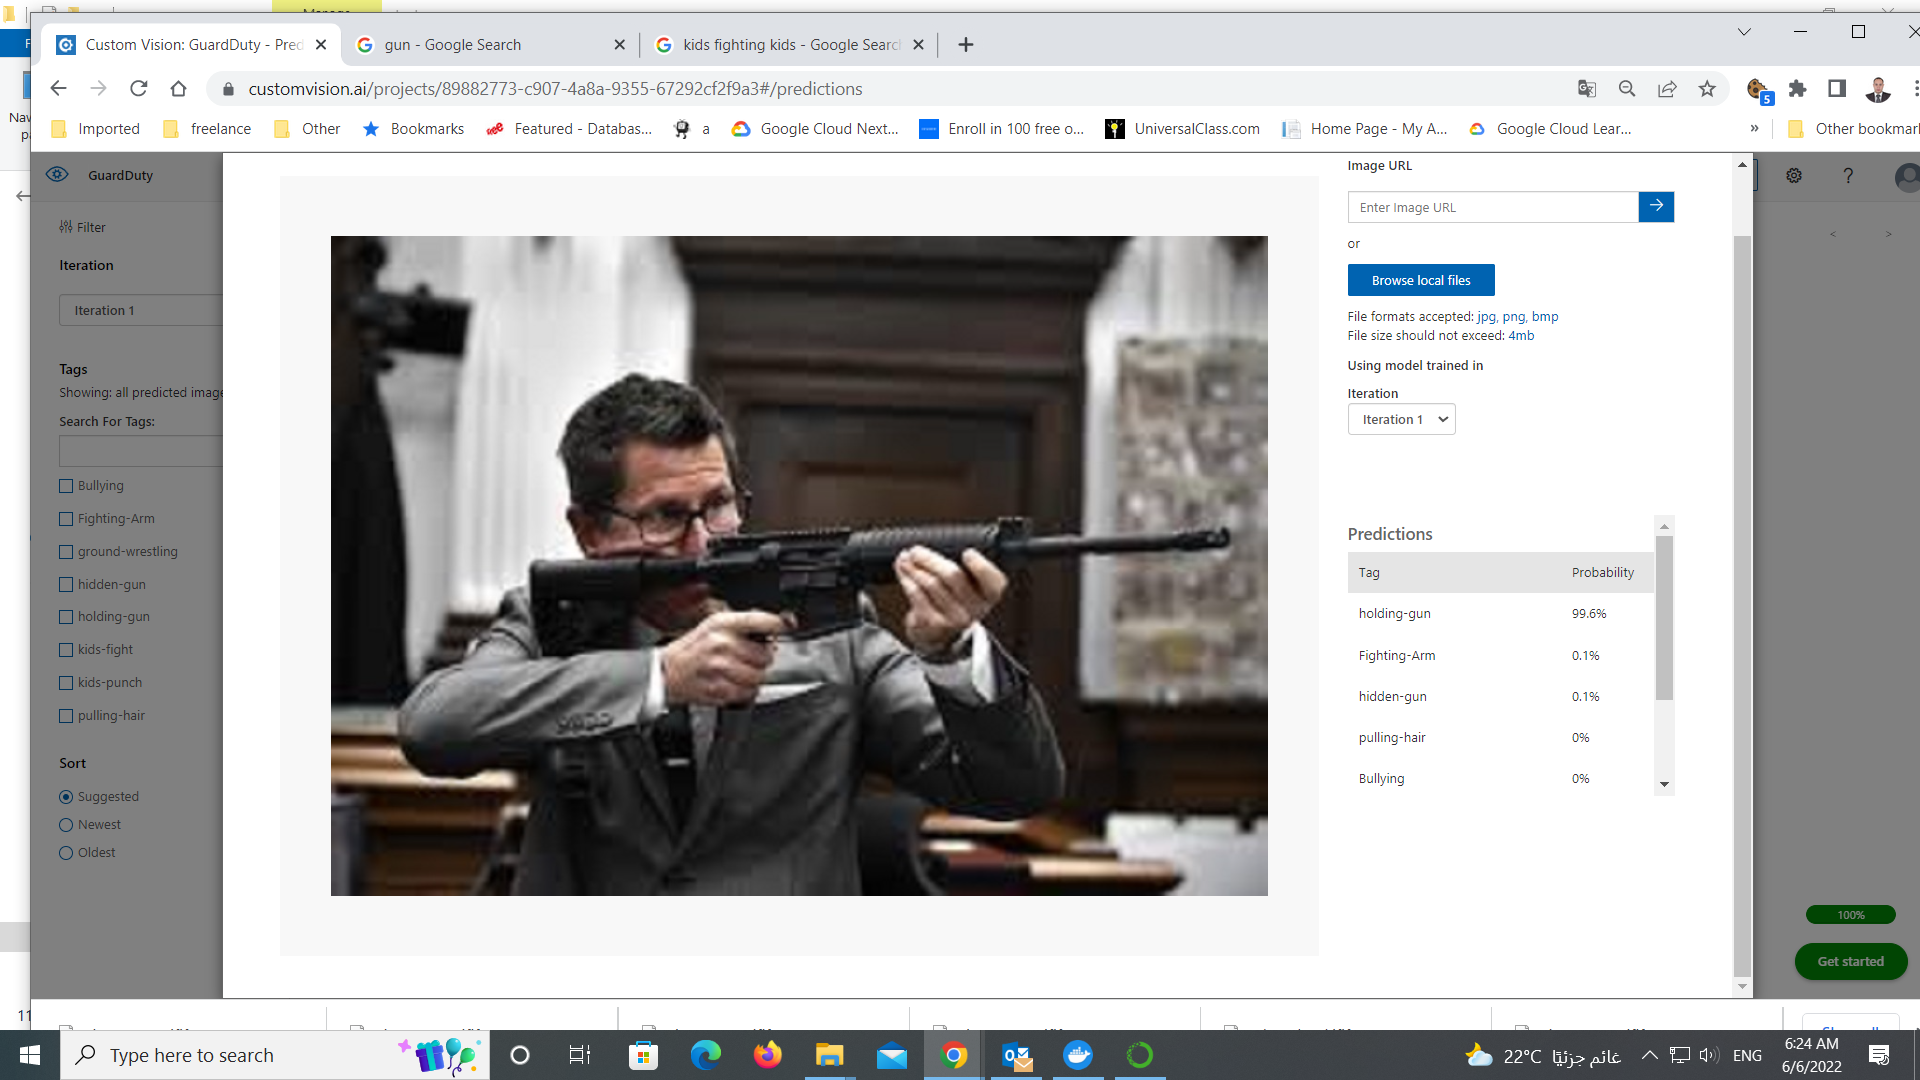 Custom Vision: GuardDuty - Pred
gun - Google Search
kids fighting kids - Google Search
customvision.ai/projects/89882773-c907-4a8a-9355-67292cf2f9a3#/predictions
5
Imported
freelance
Other
Bookmarks
Featured - Databas...
a
Google Cloud Next...
Enroll in 100 free o...
UniversalClass.com
Home Page - My A...
Google Cloud Lear...
»
Other bookmark
GuardDuty
?
Filter
Iteration
Iteration 1
Tags
Showing: all predicted image
Search For Tags:
Bullying
Fighting-Arm
ground-wrestling
hidden-gun
holding-gun
kids-fight
kids-punch
pulling-hair
Sort
Suggested
Newest
Oldest
Image URL
Enter Image URL
or
Browse local files
File formats accepted: jpg, png, bmp
File size should not exceed: 4mb
Using model trained in
Iteration
Iteration 1
Predictions
Tag Probability
holding-gun 99.6%
Fighting-Arm 0.1%
hidden-gun 0.1%
pulling-hair 0%
Bullying 0%
< >
100%
Get started
11
Type here to search
22°C غائم جزئيًا
ENG
6:24 AM
6/6/2022